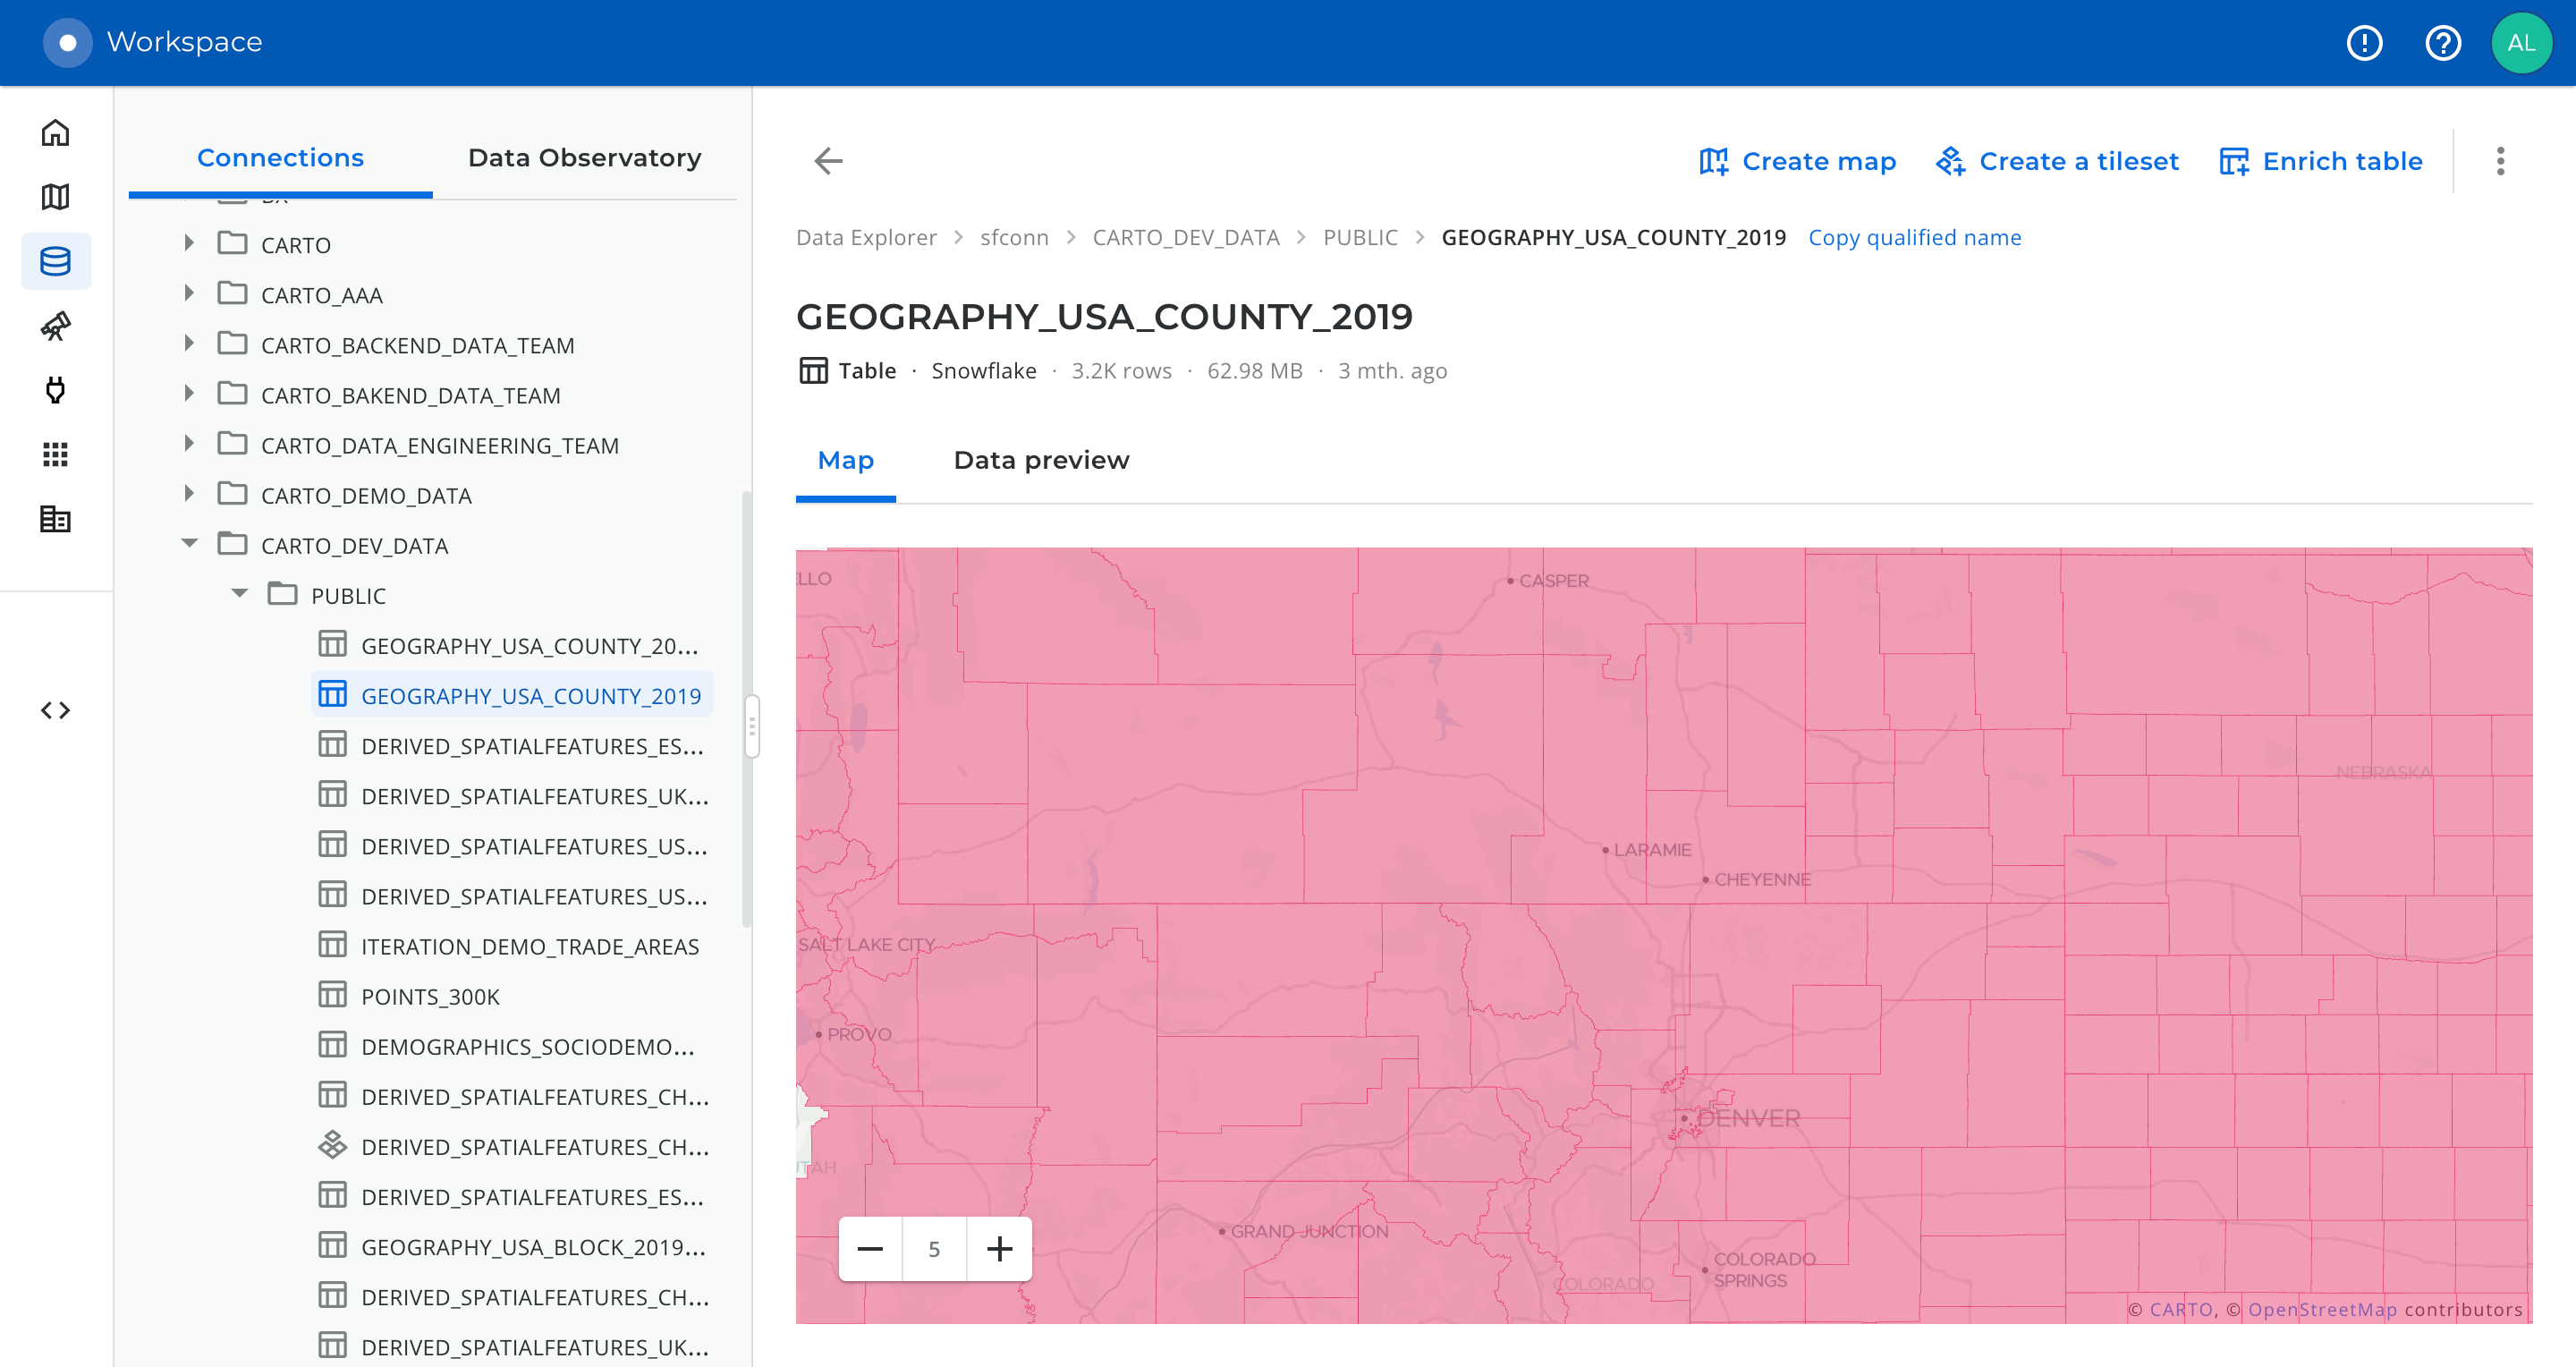 Workspace
AL
Connections
Data Observatory
CARTO
CARTO_AAA
CARTO_BACKEND_DATA_TEAM
CARTO_BAKEND_DATA_TEAM
CARTO_DATA_ENGINEERING_TEAM
CARTO_DEMO_DATA
CARTO_DEV_DATA
PUBLIC
GEOGRAPHY_USA_COUNTY_20...
GEOGRAPHY_USA_COUNTY_2019
DERIVED_SPATIALFEATURES_ES...
DERIVED_SPATIALFEATURES_UK...
DERIVED_SPATIALFEATURES_US...
DERIVED_SPATIALFEATURES_US...
ITERATION_DEMO_TRADE_AREAS
POINTS_300K
DEMOGRAPHICS_SOCIODEMO...
DERIVED_SPATIALFEATURES_CH...
DERIVED_SPATIALFEATURES_CH...
DERIVED_SPATIALFEATURES_ES...
GEOGRAPHY_USA_BLOCK_2019...
DERIVED_SPATIALFEATURES_CH...
DERIVED_SPATIALFEATURES_UK...
Create map
Create a tileset
Enrich table
Data Explorer > sfconn > CARTO_DEV_DATA > PUBLIC > GEOGRAPHY_USA_COUNTY_2019 Copy qualified name
GEOGRAPHY_USA_COUNTY_2019
Table · Snowflake · 3.2K rows · 62.98 MB · 3 mth. ago
Map
Data preview
LLO
CASPER
NEBRASKA
LARAMIE
CHEYENNE
SALT LAKE CITY
PROVO
DENVER
UTAH
GRAND JUNCTION
COLORADO
SPRINGS
COLORADO
5
© CARTO, © OpenStreetMap contributors